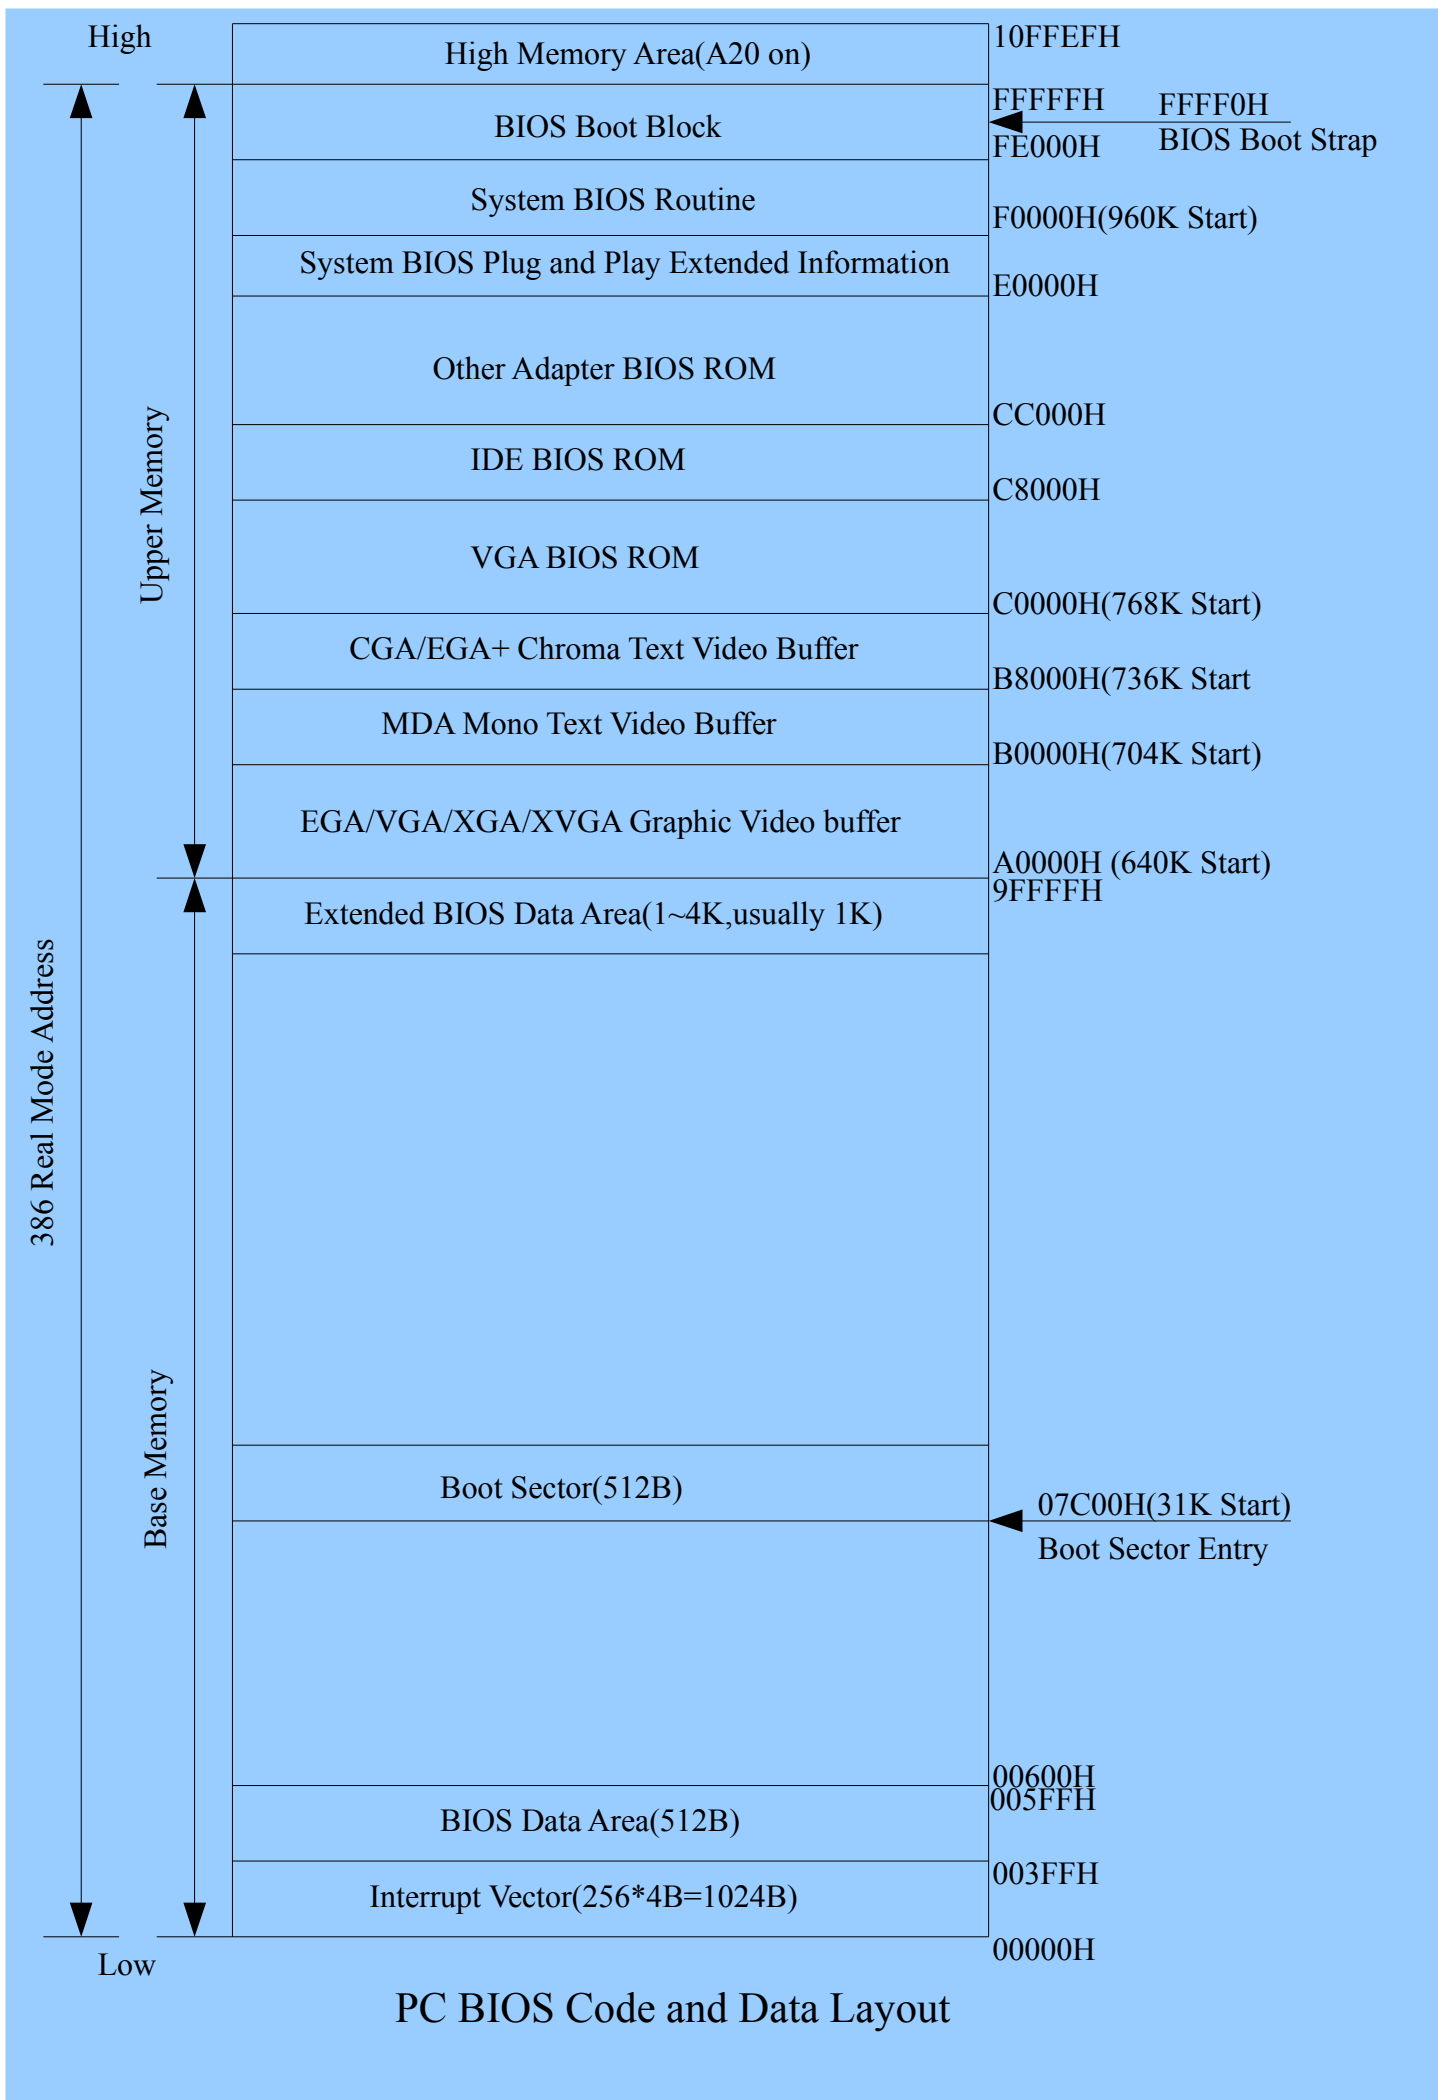 High
10FFEFH
High Memory Area(A20 on)
FFFFFH
FFFF0H
BIOS Boot Block
BIOS Boot Strap
FE000H
System BIOS Routine
F0000H(960K Start)
System BIOS Plug and Play Extended Information
E0000H
Other Adapter BIOS ROM
CC000H
IDE BIOS ROM
C8000H
Upper Memory
VGA BIOS ROM
C0000H(768K Start)
CGA/EGA+ Chroma Text Video Buffer
B8000H(736K Start
MDA Mono Text Video Buffer
B0000H(704K Start)
EGA/VGA/XGA/XVGA Graphic Video buffer
A0000H (640K Start)
9FFFFH
Extended BIOS Data Area(1~4K,usually 1K)
386 Real Mode Address
Base Memory
Boot Sector(512B)
07C00H(31K Start)
Boot Sector Entry
00600H
005FFH
BIOS Data Area(512B)
003FFH
Interrupt Vector(256*4B=1024B)
00000H
Low
PC BIOS Code and Data Layout